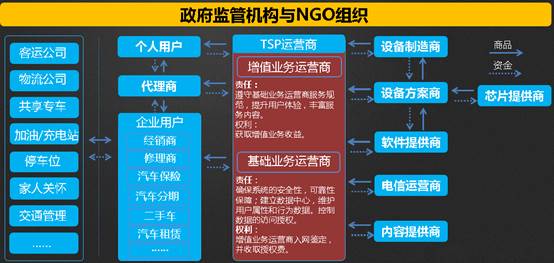 政府监管机构与NGO组织
客运公司
物流公司
共享专车
加油/充电站
停车位
家人关怀
交通管理
......
个人用户
代理商
企业用户
经销商
修理商
汽车保险
汽车分期
二手车
汽车租赁
......
TSP运营商
增值业务运营商
责任：
遵守基础业务运营商服务规
范，提升用户体验，丰富服
务内容。
权利：
获取增值业务收益。
基础业务运营商
责任：
确保系统的安全性，可靠性
保障；建立数据中心，维护
用户属性和行为数据。控制
数据的访问授权。
权利：
增值业务运营商入网鉴定，
并收取授权费。
设备制造商
设备方案商
软件提供商
电信运营商
内容提供商
商品
资金
芯片提供商